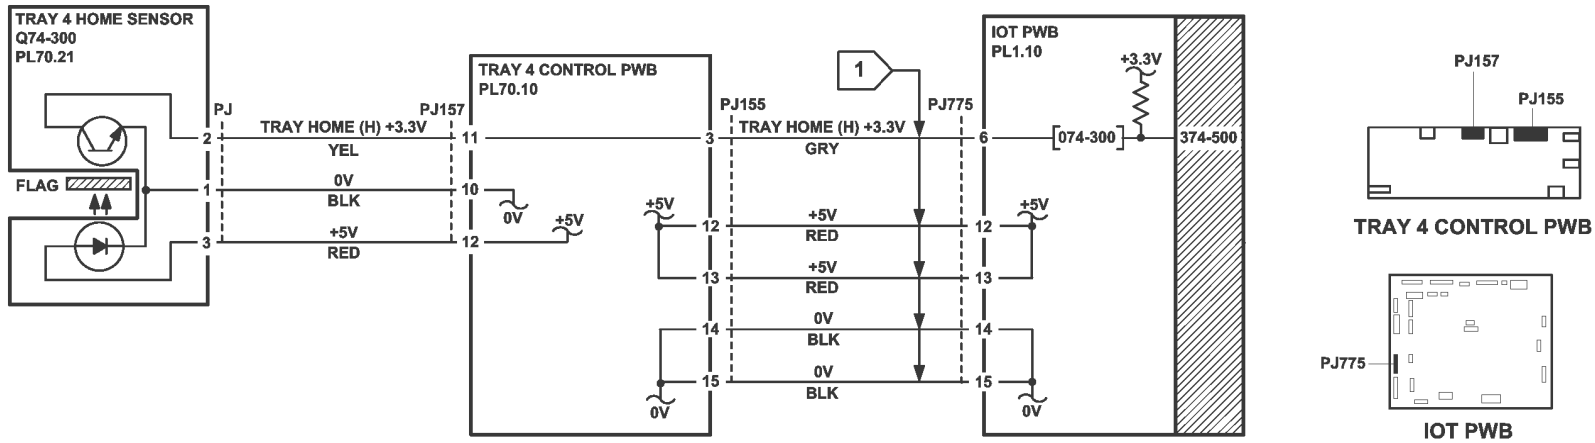 TRAY 4 HOME SENSOR
Q74-300
PL70.21
FLAG
2
1
3
PJ
TRAY HOME (H) +3.3V
YEL
0V
BLK
+5V
RED
PJ157
11
10
12
TRAY 4 CONTROL PWB
PL70.10
0V
+5V
+5V
0V
3
12
13
14
15
PJ155
TRAY HOME (H) +3.3V
GRY
+5V
RED
+5V
RED
0V
BLK
0V
BLK
1
PJ775
6
12
13
14
15
IOT PWB
PL1.10
+3.3V
074-300
374-500
+5V
0V
PJ157
PJ155
TRAY 4 CONTROL PWB
PJ775
IOT PWB